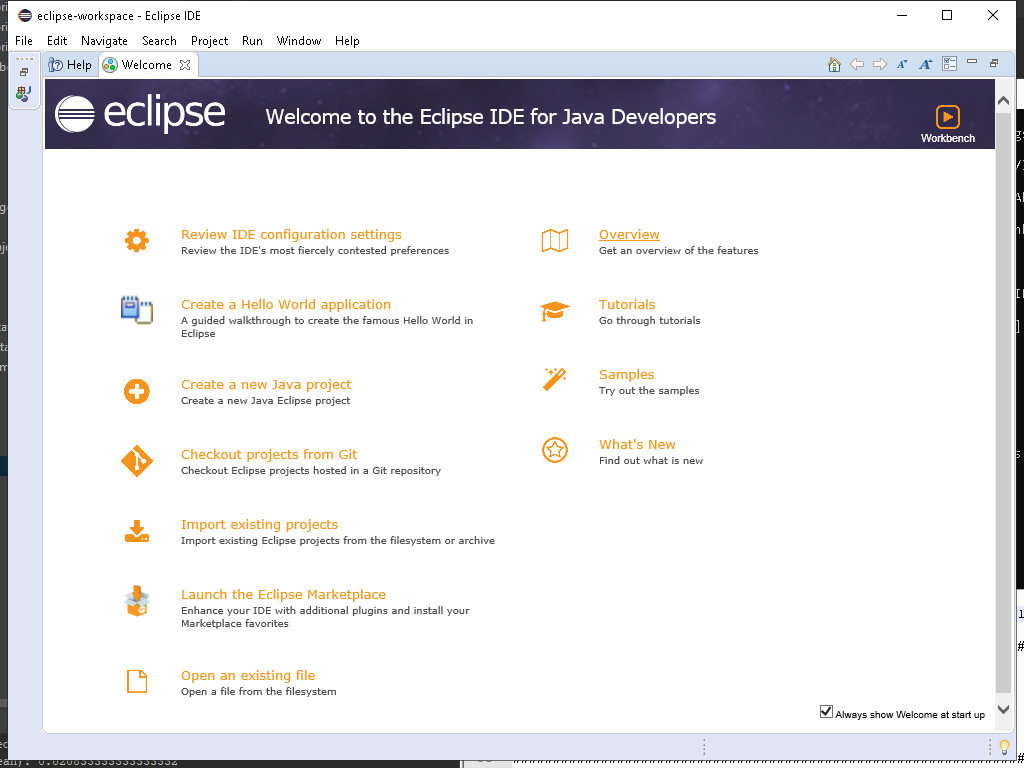 eclipse-workspace - Eclipse IDE
File Edit Navigate Search Project Run Window Help
Help Welcome
eclipse
Welcome to the Eclipse IDE for Java Developers
Workbench
Review IDE configuration settings
Review the IDE's most fiercely contested preferences
Overview
Get an overview of the features
Create a Hello World application
A guided walkthrough to create the famous Hello World in
Eclipse
Tutorials
Go through tutorials
Create a new Java project
Create a new Java Eclipse project
Samples
Try out the samples
Checkout projects from Git
Checkout Eclipse projects hosted in a Git repository
What's New
Find out what is new
Import existing projects
Import existing Eclipse projects from the filesystem or archive
Launch the Eclipse Marketplace
Enhance your IDE with additional plugins and install your
Marketplace favorites
Open an existing file
Open a file from the filesystem
Always show Welcome at start up